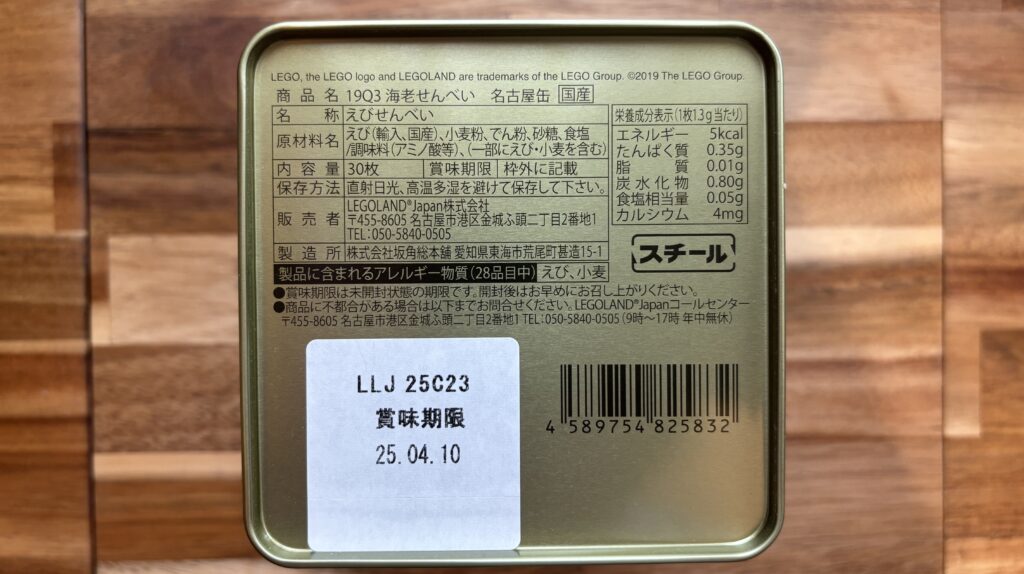 LEGO, the LEGO logo and LEGOLAND are trademarks of the LEGO Group. ©2019 The LEGO Group.
商品名 19Q3 海老せんべい 名古屋缶 国産
名称 えびせんべい
原材料名 えび(輸入、国産)、小麦粉、でん粉、砂糖、食塩
/調味料(アミノ酸等)、(一部にえび・小麦を含む)
内容量 30枚 賞味期限 枠外に記載
保存方法 直射日光、高温多湿を避けて保存して下さい。
販売者 LEGOLAND®Japan株式会社
〒455-8605 名古屋市港区金城ふ頭二丁目2番地1
TEL:050-5840-0505
製造所 株式会社坂角総本舖 愛知県東海市荒尾町甚造15-1
製品に含まれるアレルギー物質(28品目中) えび、小麦
栄養成分表示(1枚1.3g当たり)
エネルギー 5kcal
たんぱく質 0.35g
脂質 0.01g
炭水化物 0.80g
食塩相当量 0.05g
カルシウム 4mg
スチール
●賞味期限は未開封状態の期限です。開封後はお早めにお召し上がりください。
●商品に不都合がある場合は以下までお問合せください。LEGOLAND®Japanコールセンター
〒455-8605 名古屋市港区金城ふ頭二丁目2番地1 TEL:050-5840-0505(9時〜17時 年中無休)
LLJ 25C23
賞味期限
25.04.10
4 589754 825832